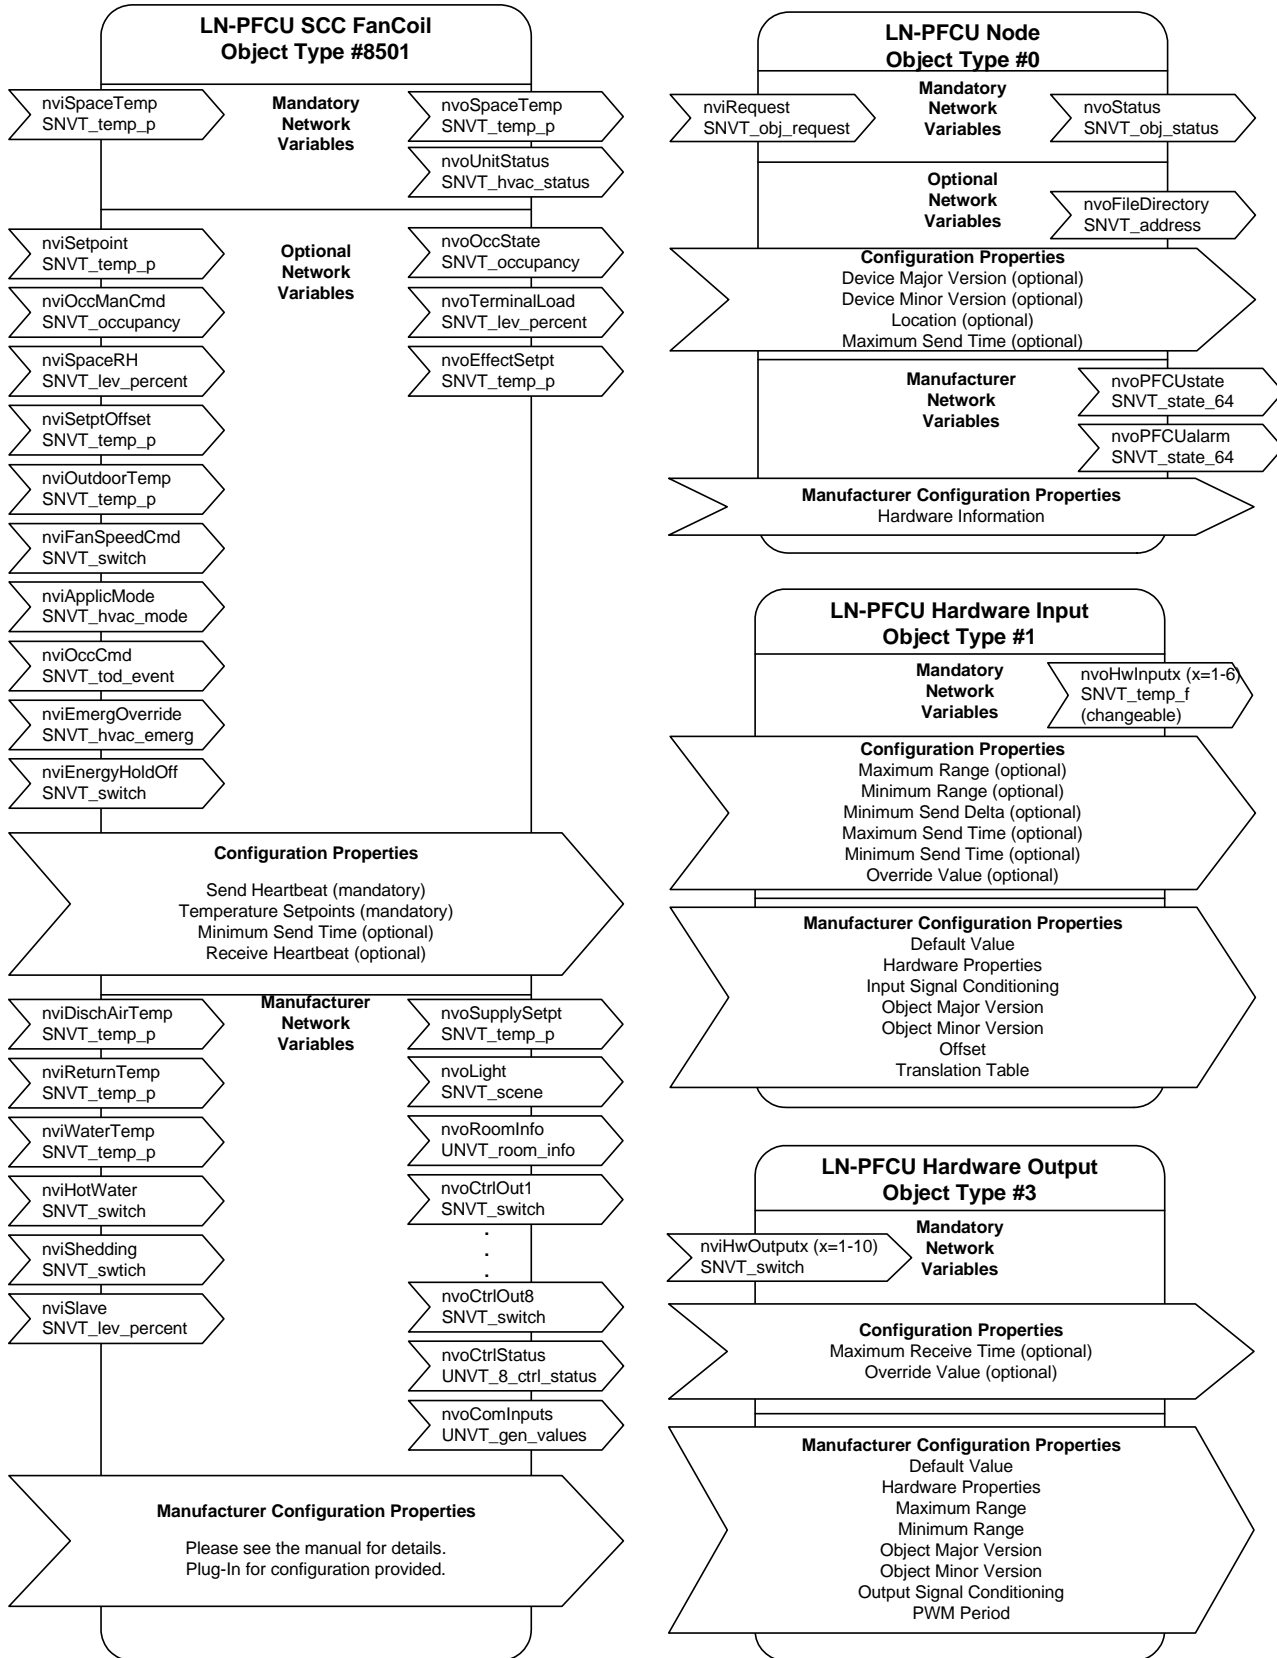 LN-PFCU SCC FanCoil
Object Type #8501
Mandatory
Network
Variables
nviSpaceTemp
SNVT_temp_p
nvoSpaceTemp
SNVT_temp_p
nvoUnitStatus
SNVT_hvac_status
Optional
Network
Variables
nviSetpoint
SNVT_temp_p
nviOccManCmd
SNVT_occupancy
nviSpaceRH
SNVT_lev_percent
nviSetptOffset
SNVT_temp_p
nviOutdoorTemp
SNVT_temp_p
nviFanSpeedCmd
SNVT_switch
nviApplicMode
SNVT_hvac_mode
nviOccCmd
SNVT_tod_event
nviEmergOverride
SNVT_hvac_emerg
nviEnergyHoldOff
SNVT_switch
nvoOccState
SNVT_occupancy
nvoTerminalLoad
SNVT_lev_percent
nvoEffectSetpt
SNVT_temp_p
Configuration Properties
Send Heartbeat (mandatory)
Temperature Setpoints (mandatory)
Minimum Send Time (optional)
Receive Heartbeat (optional)
Manufacturer
Network
Variables
nviDischAirTemp
SNVT_temp_p
nviReturnTemp
SNVT_temp_p
nviWaterTemp
SNVT_temp_p
nviHotWater
SNVT_switch
nviShedding
SNVT_swtich
nviSlave
SNVT_lev_percent
nvoSupplySetpt
SNVT_temp_p
nvoLight
SNVT_scene
nvoRoomInfo
UNVT_room_info
nvoCtrlOut1
SNVT_switch
.
.
.
nvoCtrlOut8
SNVT_switch
nvoCtrlStatus
UNVT_8_ctrl_status
nvoComInputs
UNVT_gen_values
Manufacturer Configuration Properties
Please see the manual for details.
Plug-In for configuration provided.
LN-PFCU Node
Object Type #0
Mandatory
Network
Variables
nviRequest
SNVT_obj_request
nvoStatus
SNVT_obj_status
Optional
Network
Variables
nvoFileDirectory
SNVT_address
Configuration Properties
Device Major Version (optional)
Device Minor Version (optional)
Location (optional)
Maximum Send Time (optional)
Manufacturer
Network
Variables
nvoPFCUstate
SNVT_state_64
nvoPFCUalarm
SNVT_state_64
Manufacturer Configuration Properties
Hardware Information
LN-PFCU Hardware Input
Object Type #1
Mandatory
Network
Variables
nvoHwInputx (x=1-6)
SNVT_temp_f
(changeable)
Configuration Properties
Maximum Range (optional)
Minimum Range (optional)
Minimum Send Delta (optional)
Maximum Send Time (optional)
Minimum Send Time (optional)
Override Value (optional)
Manufacturer Configuration Properties
Default Value
Hardware Properties
Input Signal Conditioning
Object Major Version
Object Minor Version
Offset
Translation Table
LN-PFCU Hardware Output
Object Type #3
Mandatory
Network
Variables
nviHwOutputx (x=1-10)
SNVT_switch
Configuration Properties
Maximum Receive Time (optional)
Override Value (optional)
Manufacturer Configuration Properties
Default Value
Hardware Properties
Maximum Range
Minimum Range
Object Major Version
Object Minor Version
Output Signal Conditioning
PWM Period